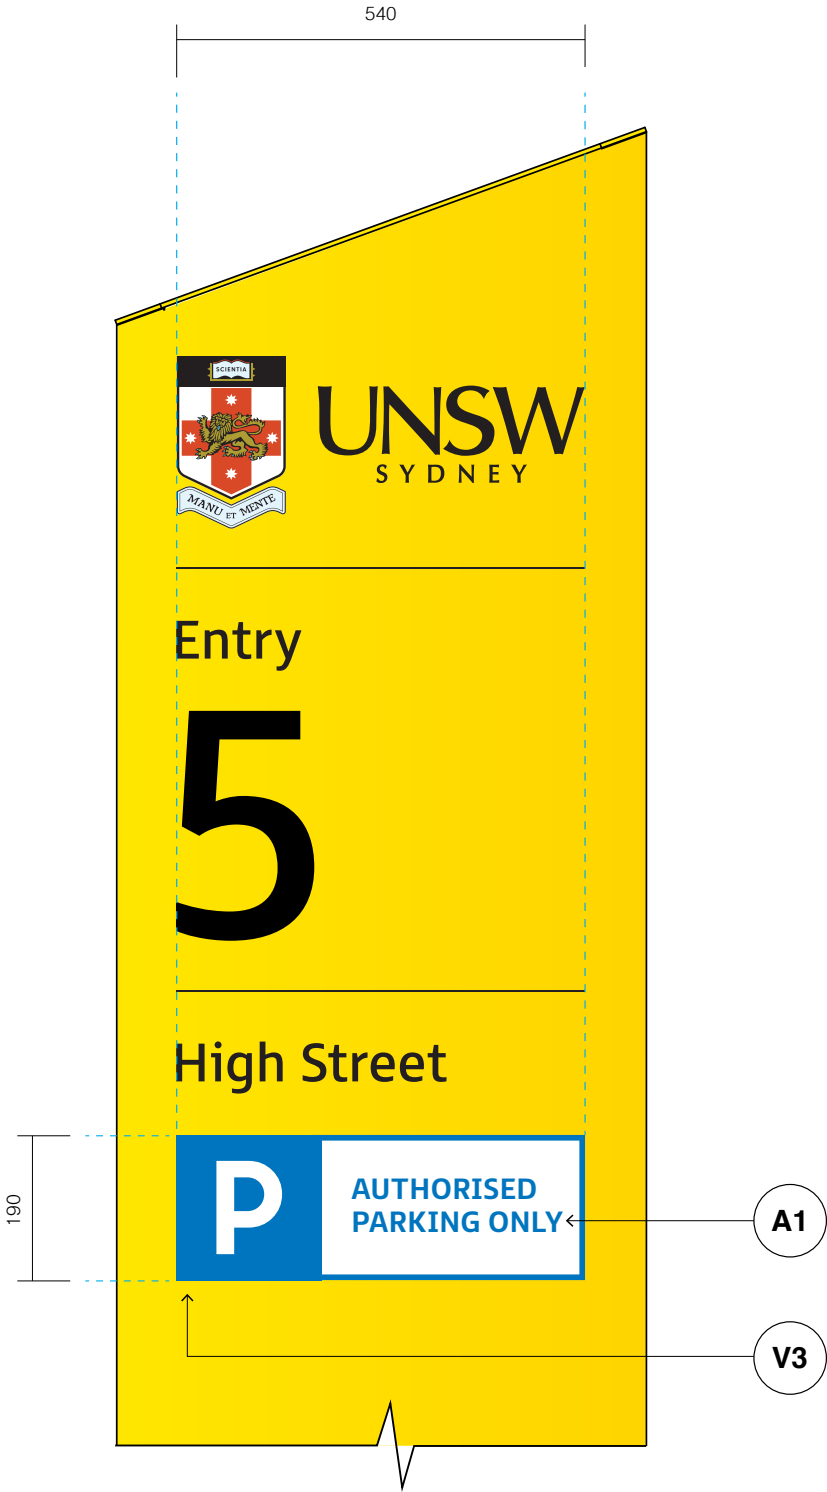 540
SCIENTIA
UNSW
SYDNEY
MANU ET MENTE
Entry
5
High Street
190
P
AUTHORISED
PARKING ONLY
A1
V3